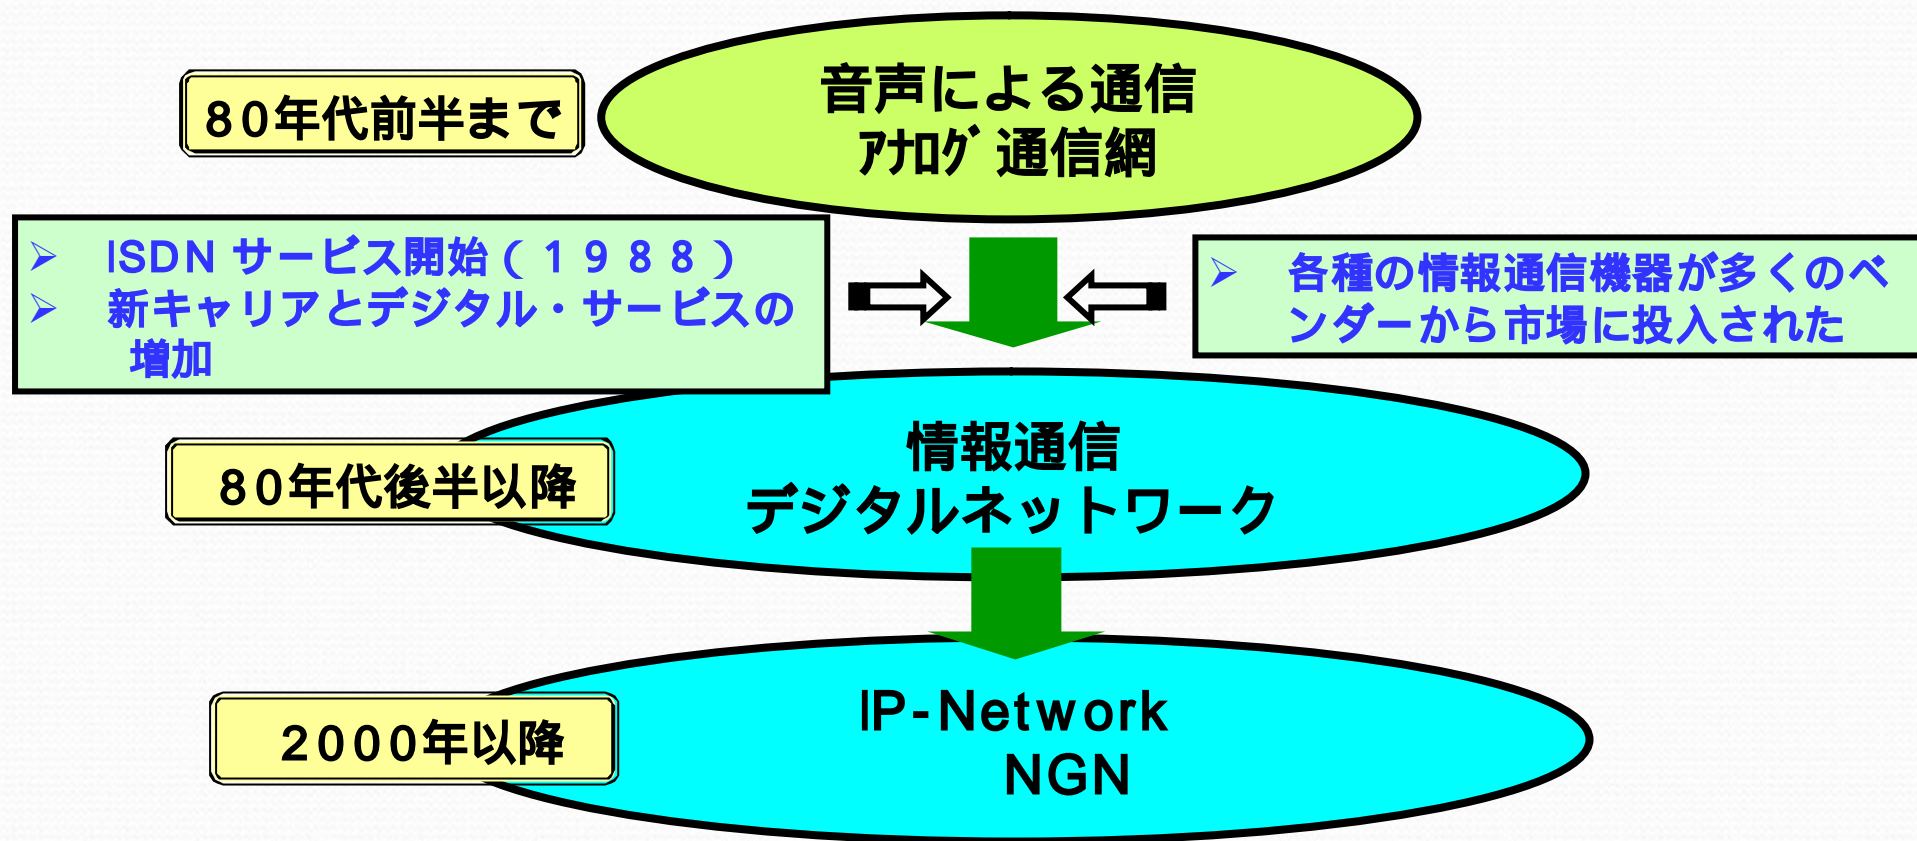 80年代前半まで
音声による通信
ｱﾅﾛｸﾞ通信網
➢ ISDN サービス開始（１９８８）
➢ 新キャリアとデジタル・サービスの
増加
➢ 各種の情報通信機器が多くのベ
ンダーから市場に投入された
80年代後半以降
情報通信
デジタルネットワーク
2000年以降
IP-Network
NGN